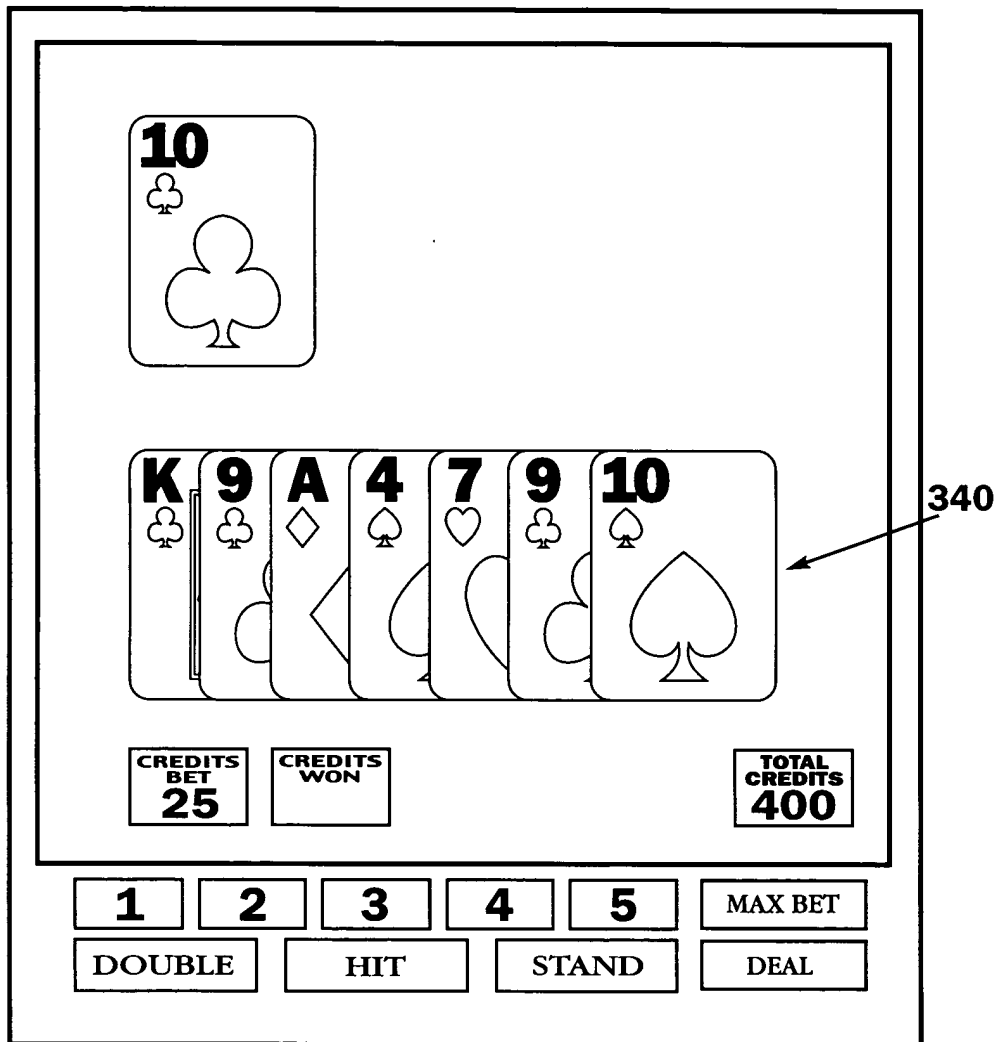 10
K 9 A 4 7 9 10
340
CREDITS BET 25
CREDITS WON
TOTAL CREDITS 400
1 2 3 4 5 MAX BET
DOUBLE HIT STAND DEAL